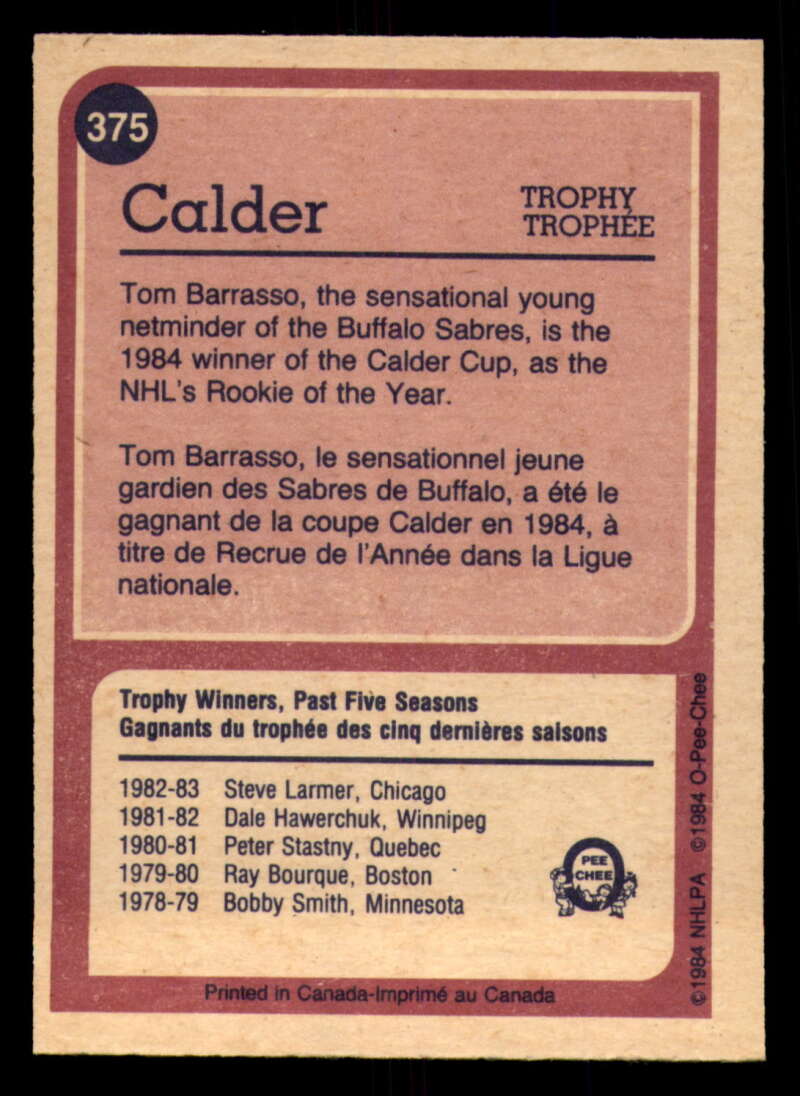 375
Calder
TROPHY
TROPHÉE
Tom Barrasso, the sensational young
netminder of the Buffalo Sabres, is the
1984 winner of the Calder Cup, as the
NHL's Rookie of the Year.
Tom Barrasso, le sensationnel jeune
gardien des Sabres de Buffalo, a été le
gagnant de la coupe Calder en 1984, à
titre de Recrue de l'Année dans la Ligue
nationale.
Trophy Winners, Past Five Seasons
Gagnants du trophée des cinq dernières saisons
1982-83 Steve Larmer, Chicago
1981-82 Dale Hawerchuk, Winnipeg
1980-81 Peter Stastny, Quebec
1979-80 Ray Bourque, Boston
1978-79 Bobby Smith, Minnesota
PEE
CHEE
Printed in Canada-Imprimé au Canada
©1984 NHLPA ©1984 O-Pee-Chee